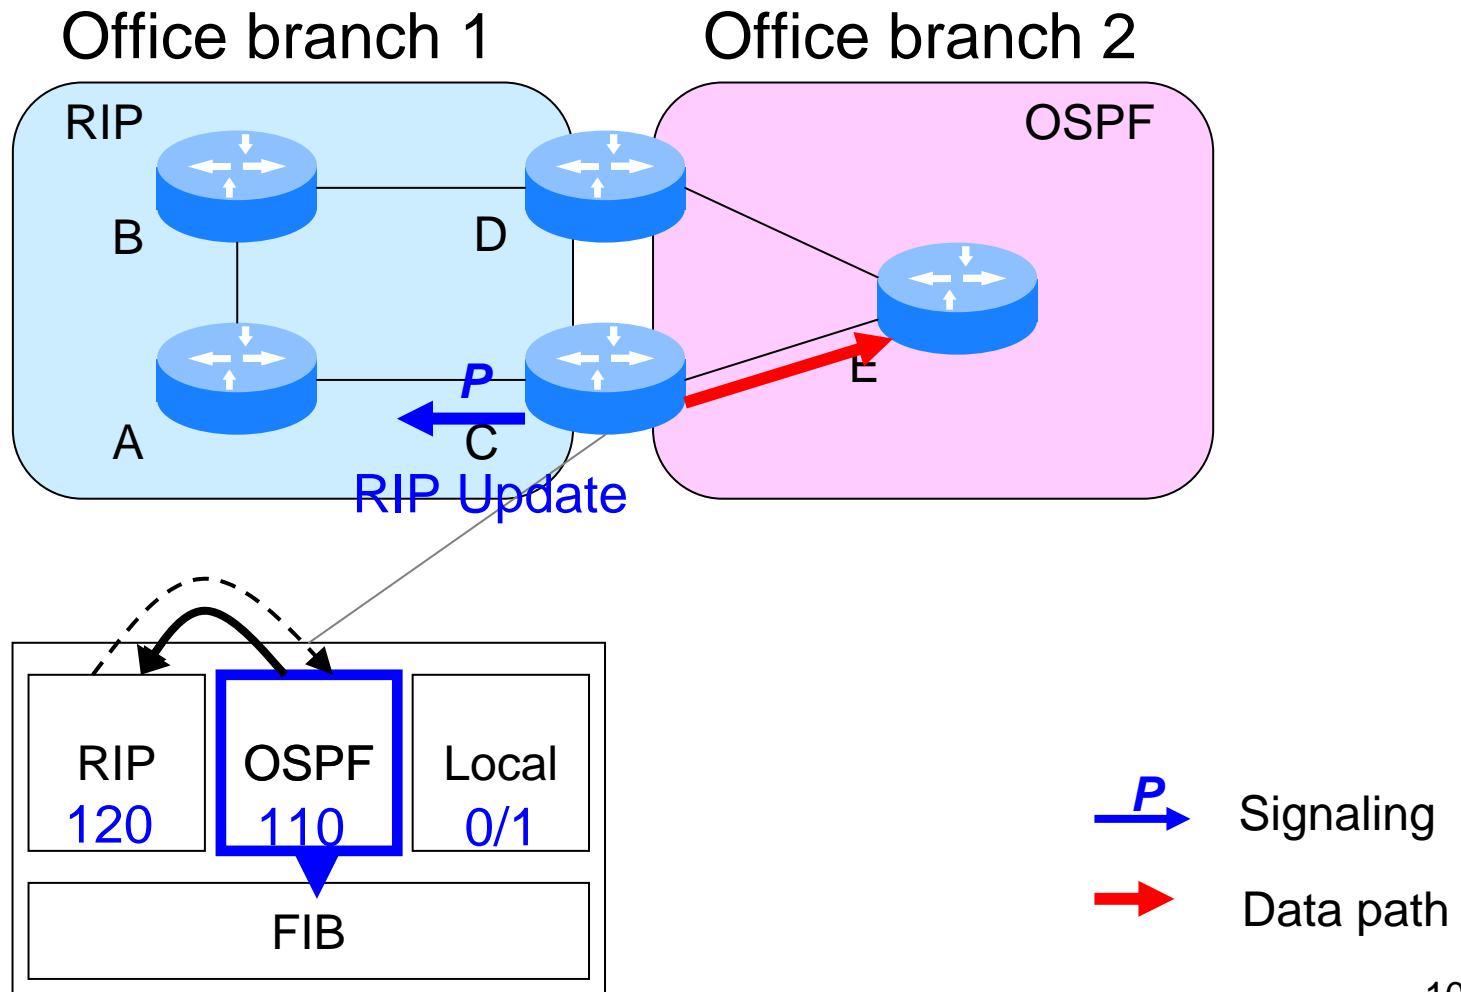 Office branch 1
Office branch 2
RIP
OSPF
B
D
P
E
A
C
RIP Update
RIP
OSPF
Local
120
110
0/1
FIB
P
Signaling
Data path
10